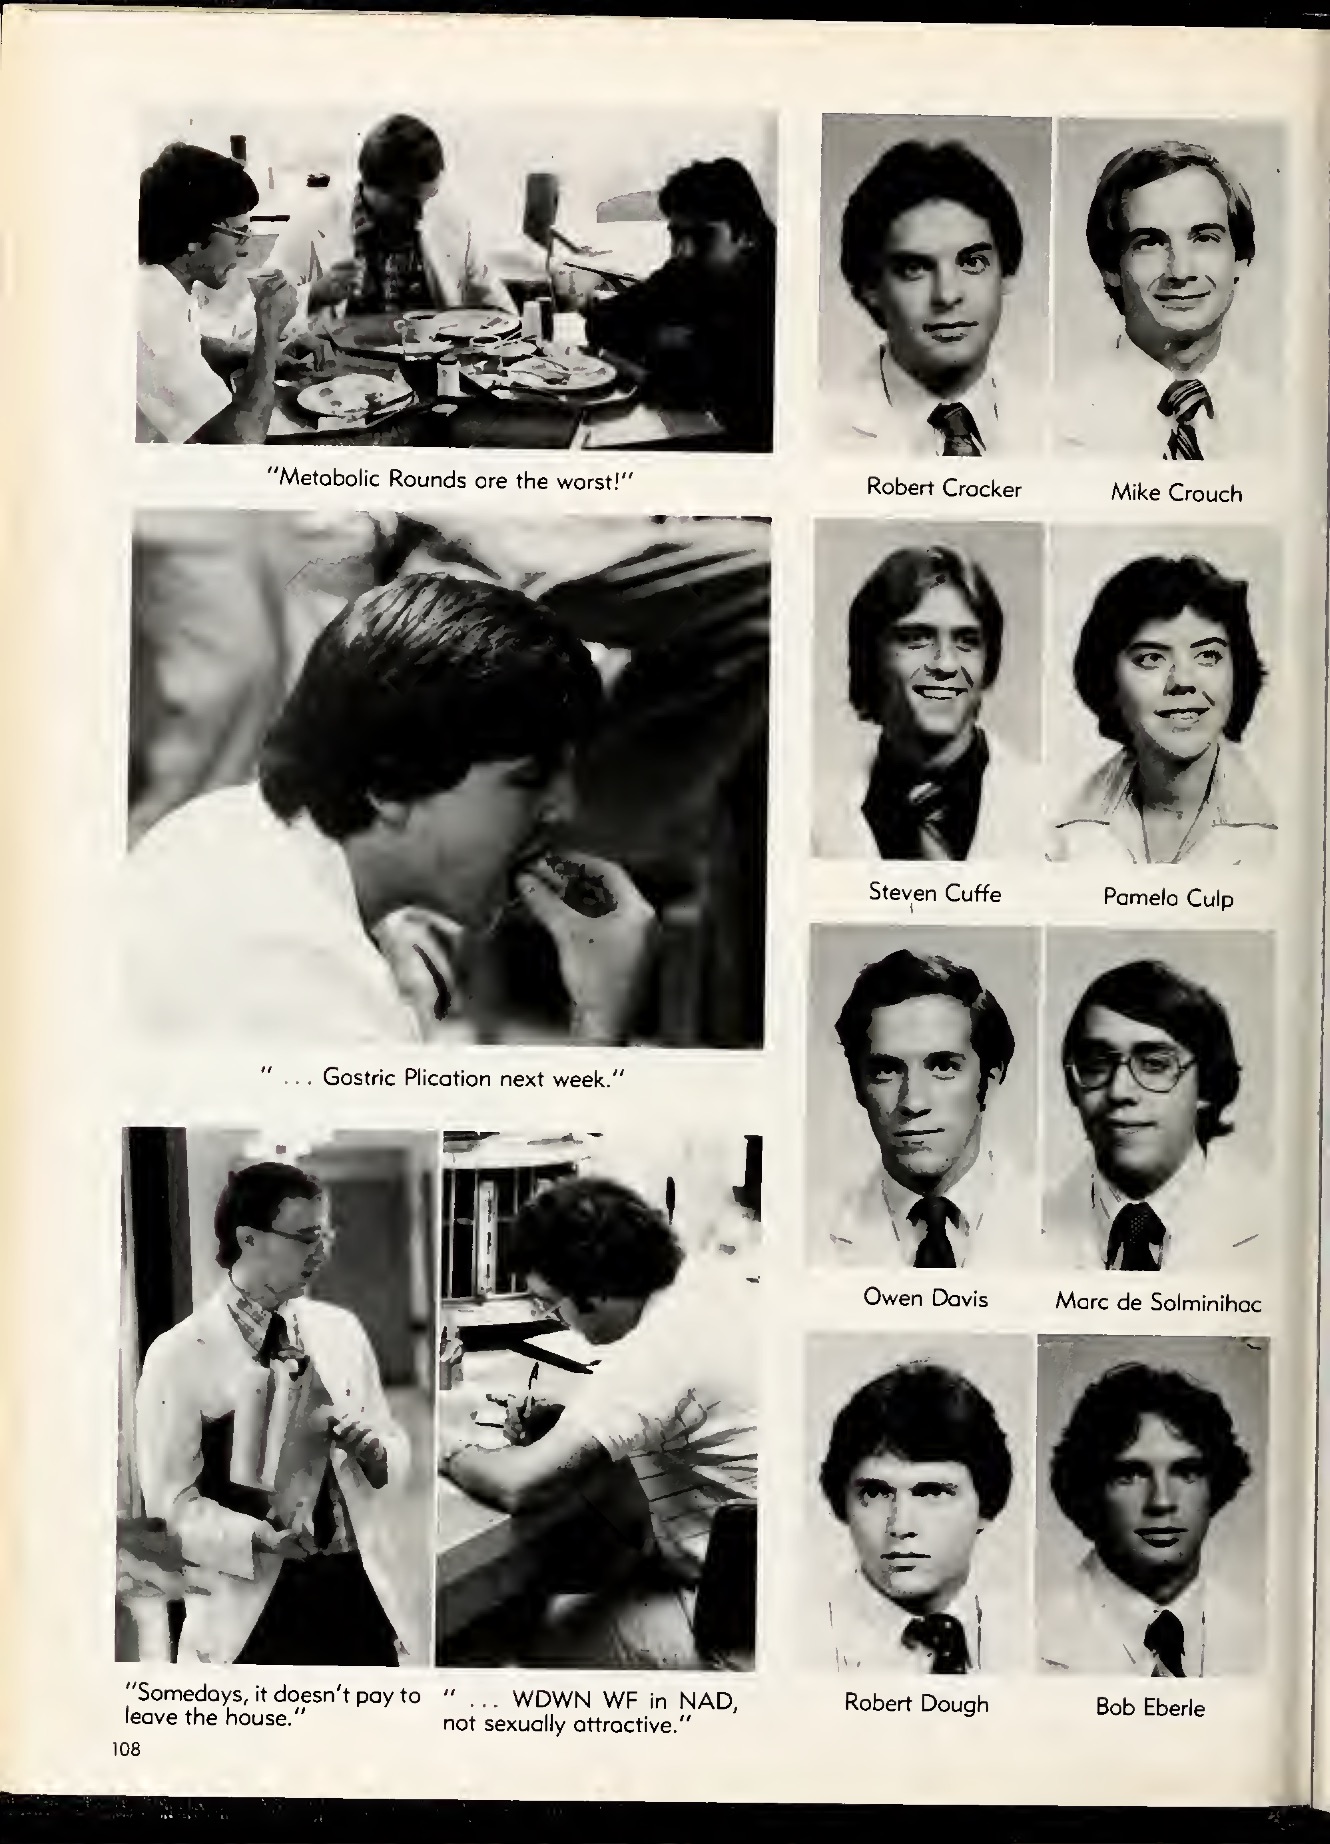 "Metabolic Rounds are the worst!"
" ... Gastric Plication next week."
"Somedays, it doesn't pay to
leave the house."
" ... WDWN WF in NAD,
not sexually attractive."
108
Robert Crocker
Mike Crouch
Steven Cuffe
Pamela Culp
Owen Davis
Marc de Solminihac
Robert Dough
Bob Eberle